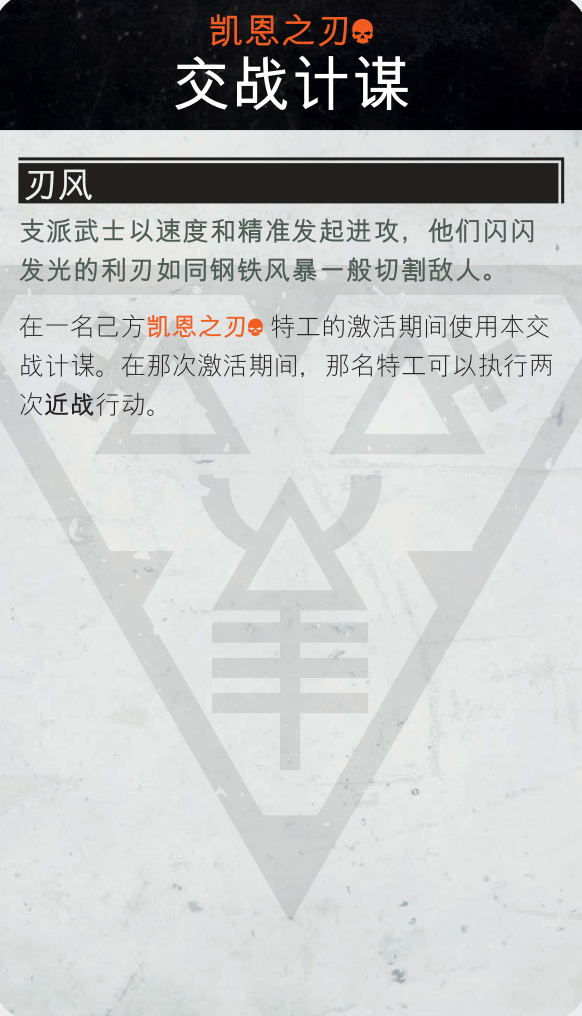 凯恩之刃
交战计谋
刃风
支派武士以速度和精准发起进攻，他们闪闪
发光的利刃如同钢铁风暴一般切割敌人。
在一名己方凯恩之刃 特工的激活期间使用本交
战计谋。在那次激活期间，那名特工可以执行两
次近战行动。